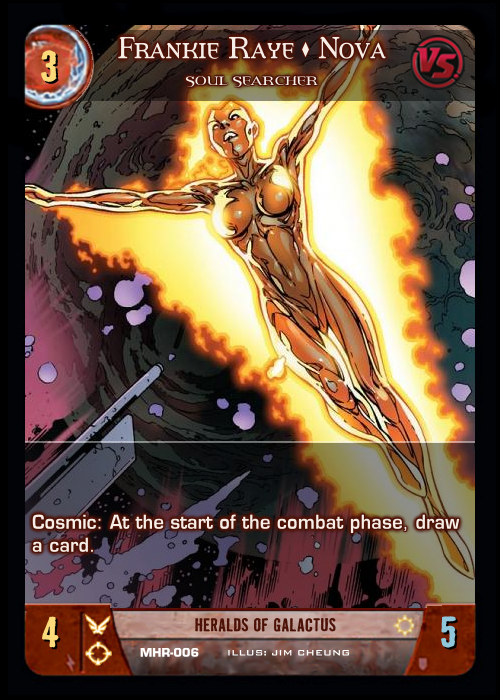 3
FRANKIE RAYE ♦ NOVA
VS
SOUL SEARCHER
Cosmic: At the start of the combat phase, draw
a card.
4
HERALDS OF GALACTUS
5
MHR-006 ILLUS: JIM CHEUNG